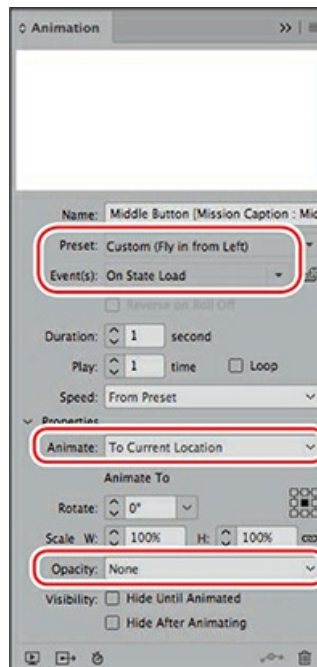 Animation
Name: Middle Button [Mission Caption : Mic
Preset: Custom (Fly in from Left)
Event(s): On State Load
Reverse on Roll Off
Duration: 1 second
Play: 1 time Loop
Speed: From Preset
Properties
Animate: To Current Location
Animate To
Rotate: 0°
Scale W: 100% H: 100%
Opacity: None
Visibility: Hide Until Animated
Hide After Animating